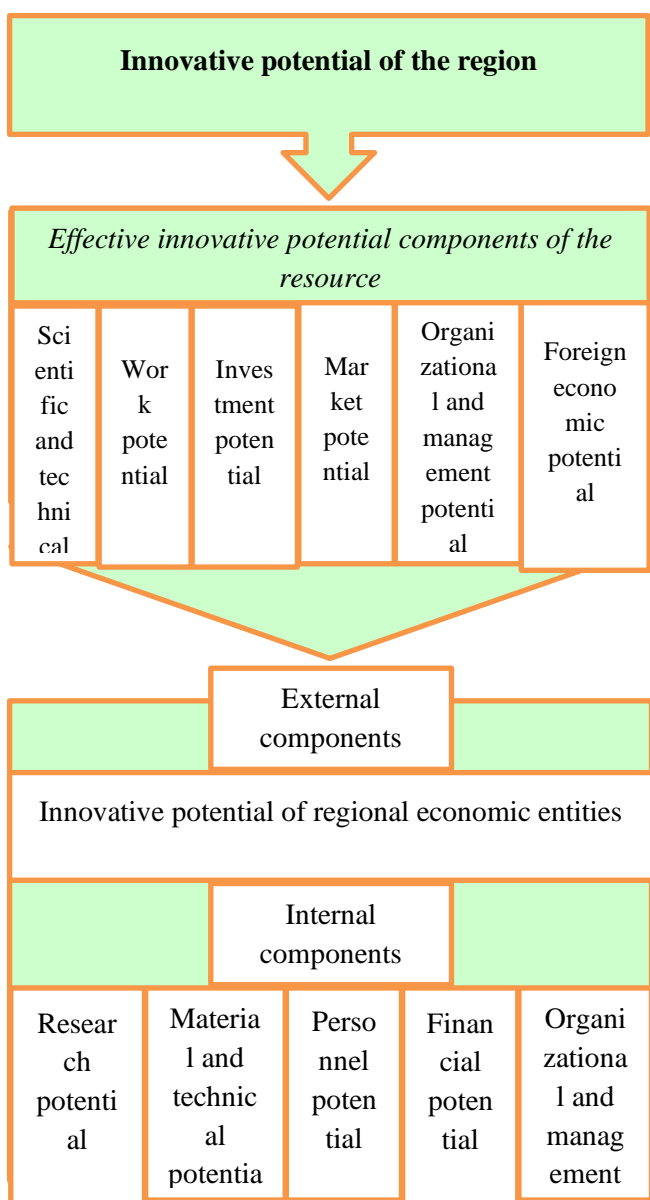 Innovative potential of the region
Effective innovative potential components of the
resource
Sci
enti
fic
and
tec
hni
cal
Wor
k
pote
ntial
Inves
tment
poten
tial
Mar
ket
pote
ntial
Organi
zationa
l and
manag
ement
potenti
al
Foreign
econo
mic
potenti
al
External
components
Innovative potential of regional economic entities
Internal
components
Resear
ch
potenti
al
Materia
l and
technic
al
potentia
Perso
nnel
poten
tial
Finan
cial
poten
tial
Organi
zationa
l and
manag
ement